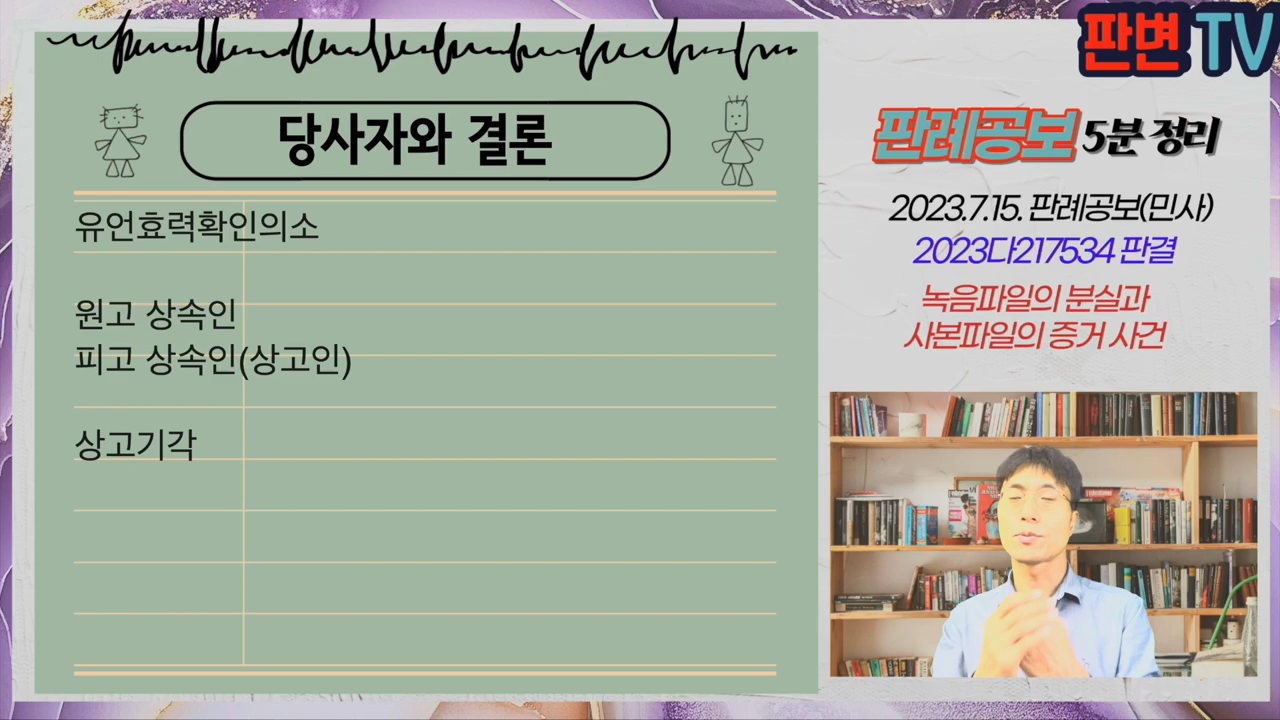 당사자와 결론
유언효력확인의소
원고 상속인
피고 상속인(상고인)
상고기각
판변 TV
판례공보 5분 정리
2023.7.15. 판례공보(민사)
2023다217534 판결
녹음파일의 분실과
사본파일의 증거 사건